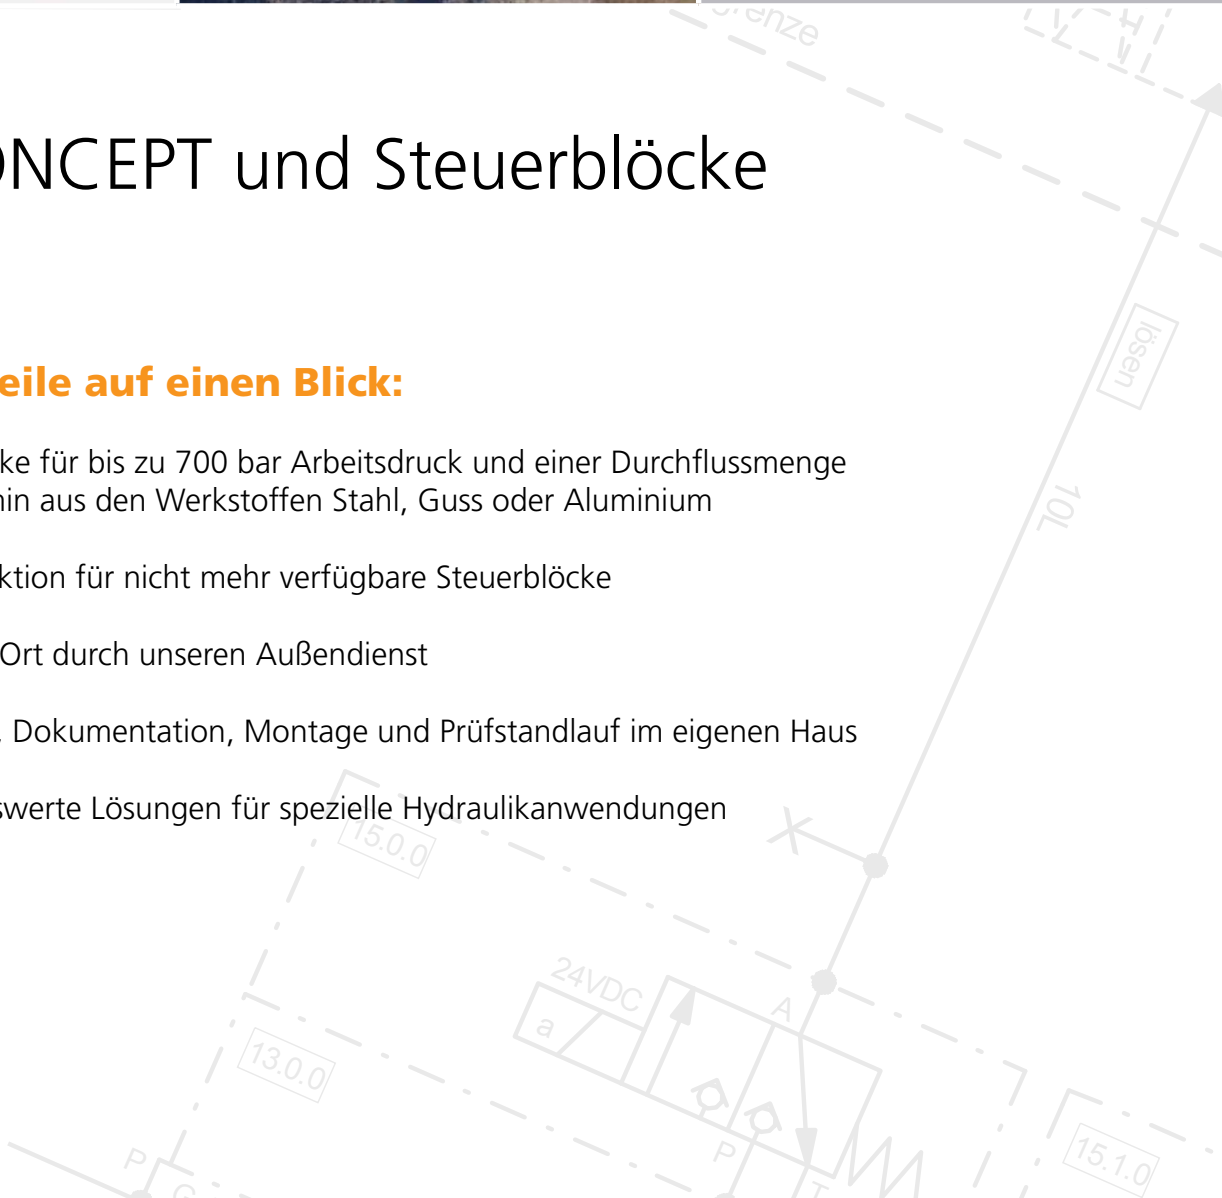 grenze
ONCEPT und Steuerblöcke
eile auf einen Blick:
ke für bis zu 700 bar Arbeitsdruck und einer Durchflussmenge
in aus den Werkstoffen Stahl, Guss oder Aluminium
ktion für nicht mehr verfügbare Steuerblöcke
Ort durch unseren Außendienst
. Dokumentation, Montage und Prüfstandlauf im eigenen Haus
swerte Lösungen für spezielle Hydraulikanwendungen
lösen
10L
X
15.0.0
24VDC
a
A
13.0.0
P
P
15.1.0
G
T